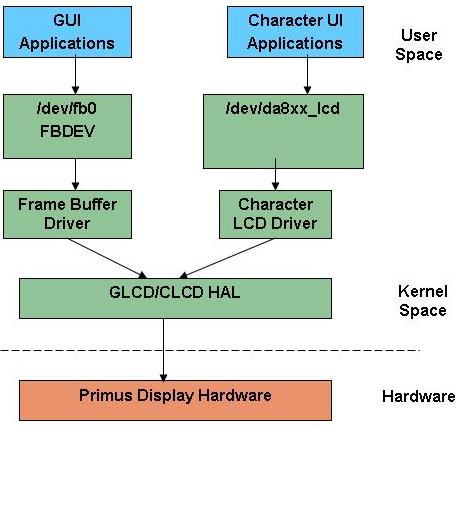 GUI
Applications
Character UI
Applications
User
Space
/dev/fb0
FBDEV
/dev/da8xx_lcd
Frame Buffer
Driver
Character
LCD Driver
GLCD/CLCD HAL
Kernel
Space
Primus Display Hardware
Hardware